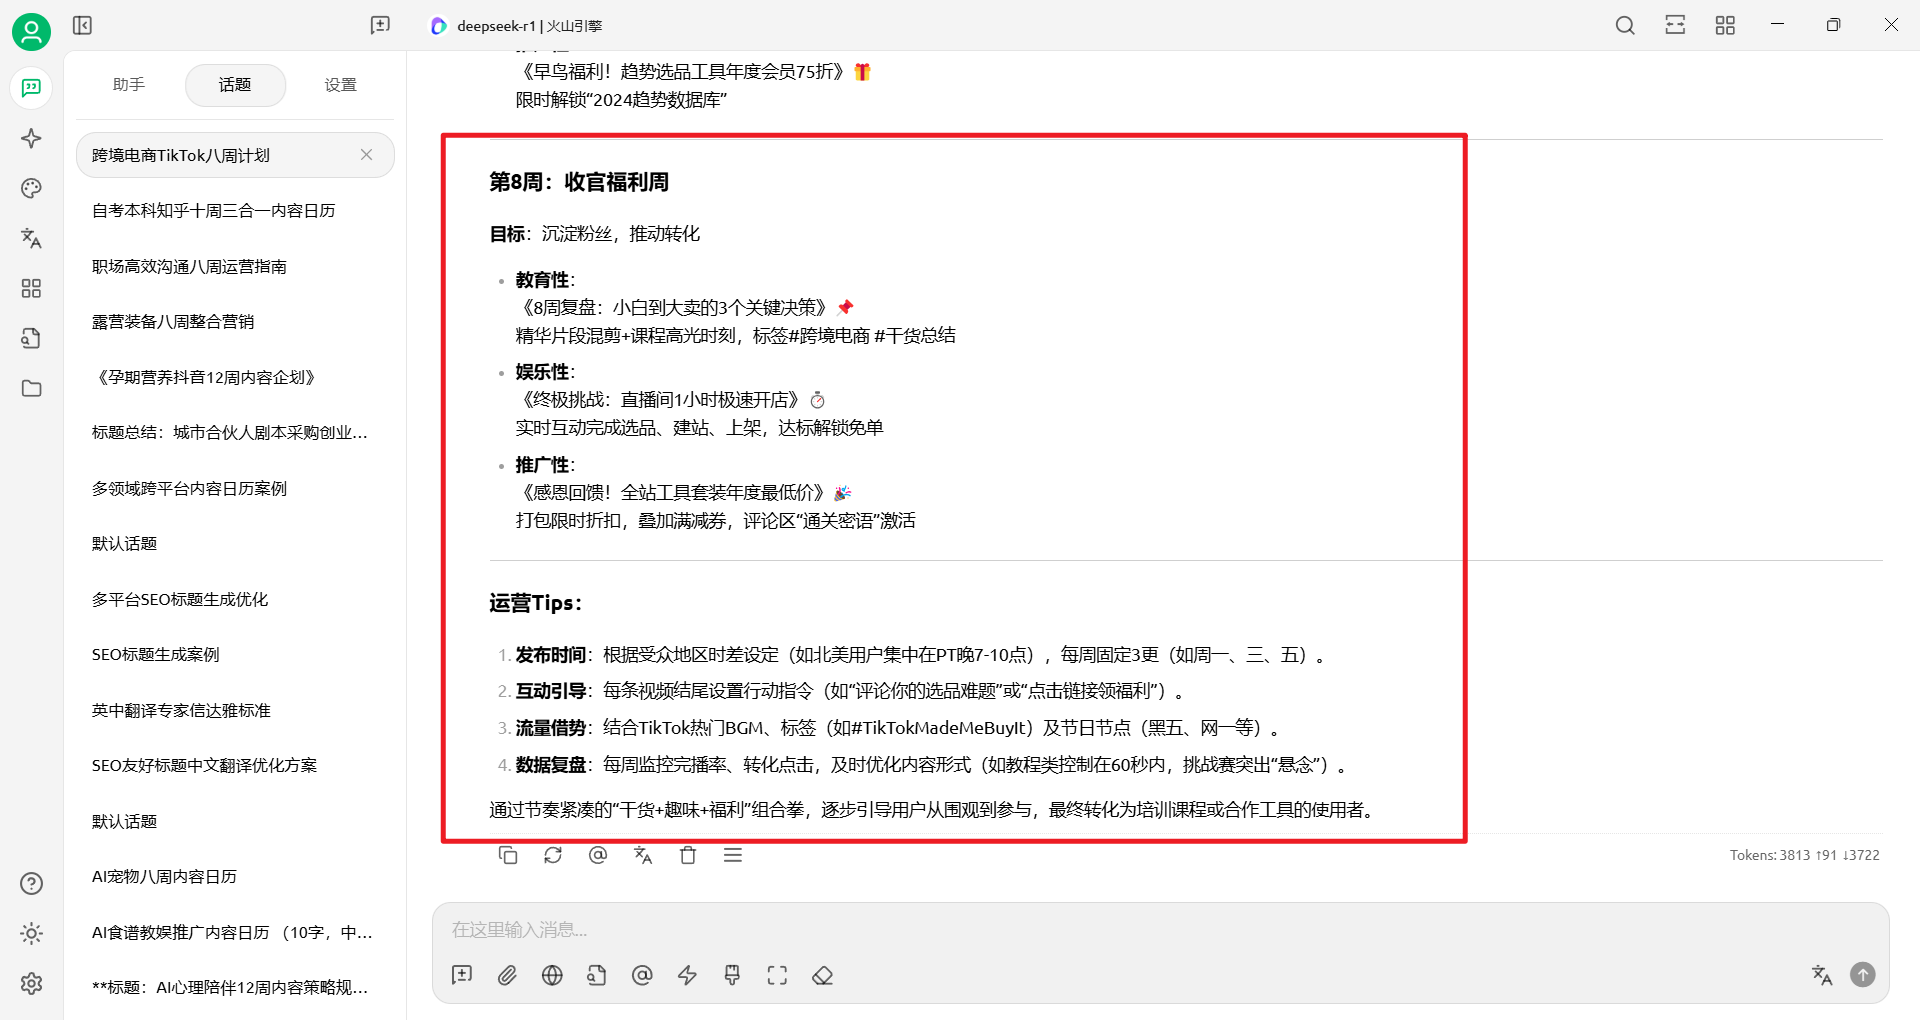 deepseek-r1 | 火山引擎
助手
话题
设置
跨境电商TikTok八周计划
自考本科知乎十周三合一内容日历
职场高效沟通八周运营指南
露营装备八周整合营销
《孕期营养抖音12周内容企划》
标题总结：城市合伙人剧本采购创业...
多领域跨平台内容日历案例
默认话题
多平台SEO标题生成优化
SEO标题生成案例
英中翻译专家信达雅标准
SEO友好标题中文翻译优化方案
默认话题
AI宠物八周内容日历
AI食谱教娱推广内容日历 （10字，中...
**标题：AI心理陪伴12周内容策略规...
《早鸟福利！趋势选品工具年度会员75折》🎁
限时解锁“2024趋势数据库”
第8周：收官福利周
目标：沉淀粉丝，推动转化
• 教育性：
《8周复盘：小白到大卖的3个关键决策》📌
精华片段混剪+课程高光时刻，标签#跨境电商 #干货总结
• 娱乐性：
《终极挑战：直播间1小时极速开店》⏱
实时互动完成选品、建站、上架，达标解锁免单
• 推广性：
《感恩回馈！全站工具套装年度最低价》🎉
打包限时折扣，叠加满减券，评论区“通关密语”激活
运营Tips：
1. 发布时间：根据受众地区时差设定（如北美用户集中在PT晚7-10点），每周固定3更（如周一、三、五）。
2. 互动引导：每条视频结尾设置行动指令（如“评论你的选品难题”或“点击链接领福利”）。
3. 流量借势：结合TikTok热门BGM、标签（如#TikTokMadeMeBuyIt）及节日节点（黑五、网一等）。
4. 数据复盘：每周监控完播率、转化点击，及时优化内容形式（如教程类控制在60秒内，挑战赛突出“悬念”）。
通过节奏紧凑的“干货+趣味+福利”组合拳，逐步引导用户从围观到参与，最终转化为培训课程或合作工具的使用者。
Tokens: 3813 ↑91 ↓3722
在这里输入消息...